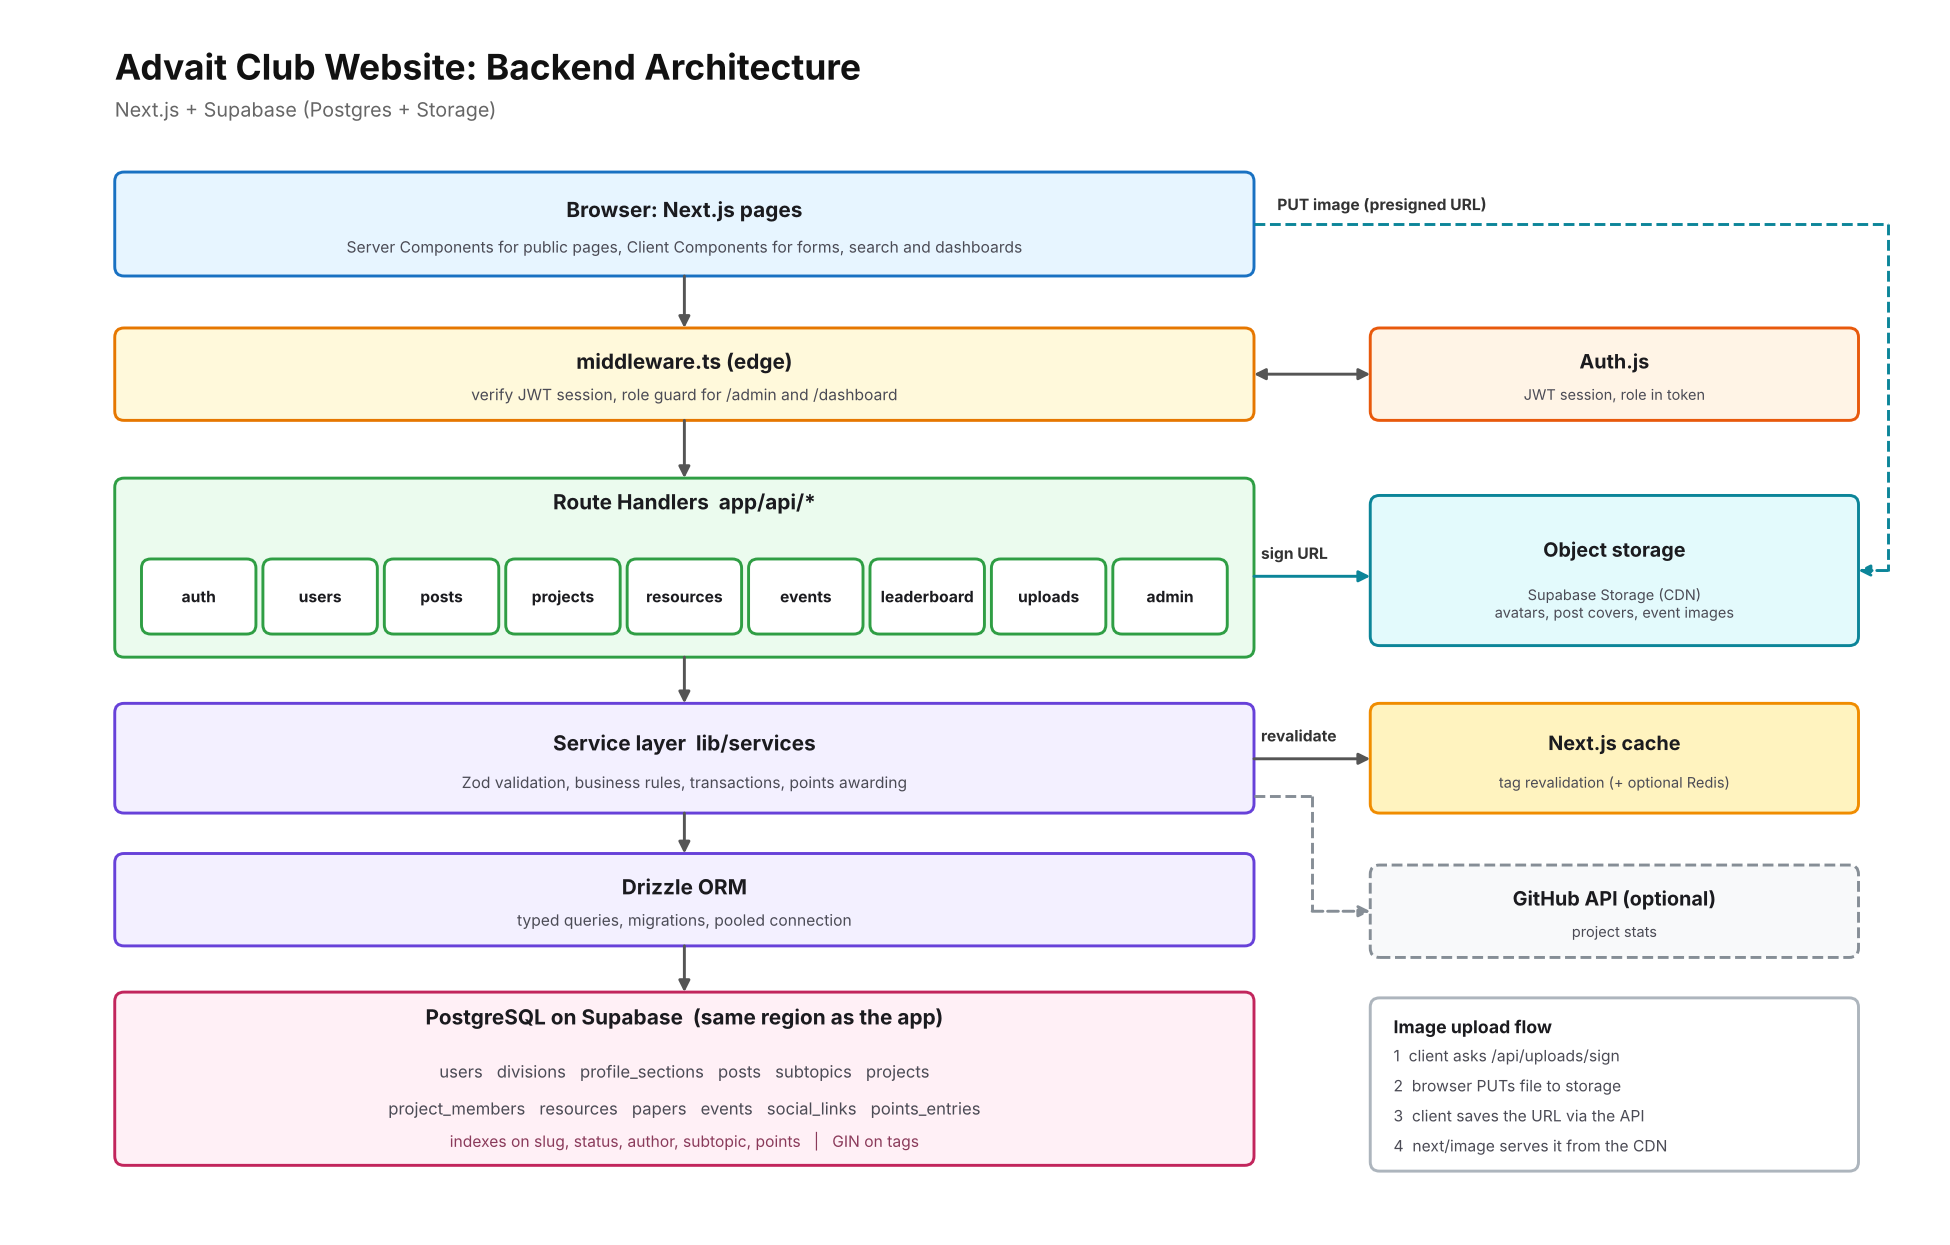 Advait Club Website: Backend Architecture
Next.js + Supabase (Postgres + Storage)
Browser: Next.js pages
Server Components for public pages, Client Components for forms, search and dashboards
PUT image (presigned URL)
middleware.ts (edge)
verify JWT session, role guard for /admin and /dashboard
Auth.js
JWT session, role in token
Route Handlers app/api/*
auth
users
posts
projects
resources
events
leaderboard
uploads
admin
sign URL
Object storage
Supabase Storage (CDN)
avatars, post covers, event images
Service layer lib/services
Zod validation, business rules, transactions, points awarding
revalidate
Next.js cache
tag revalidation (+ optional Redis)
Drizzle ORM
typed queries, migrations, pooled connection
GitHub API (optional)
project stats
PostgreSQL on Supabase (same region as the app)
users divisions profile_sections posts subtopics projects
project_members resources papers events social_links points_entries
indexes on slug, status, author, subtopic, points | GIN on tags
Image upload flow
1 client asks /api/uploads/sign
2 browser PUTs file to storage
3 client saves the URL via the API
4 next/image serves it from the CDN